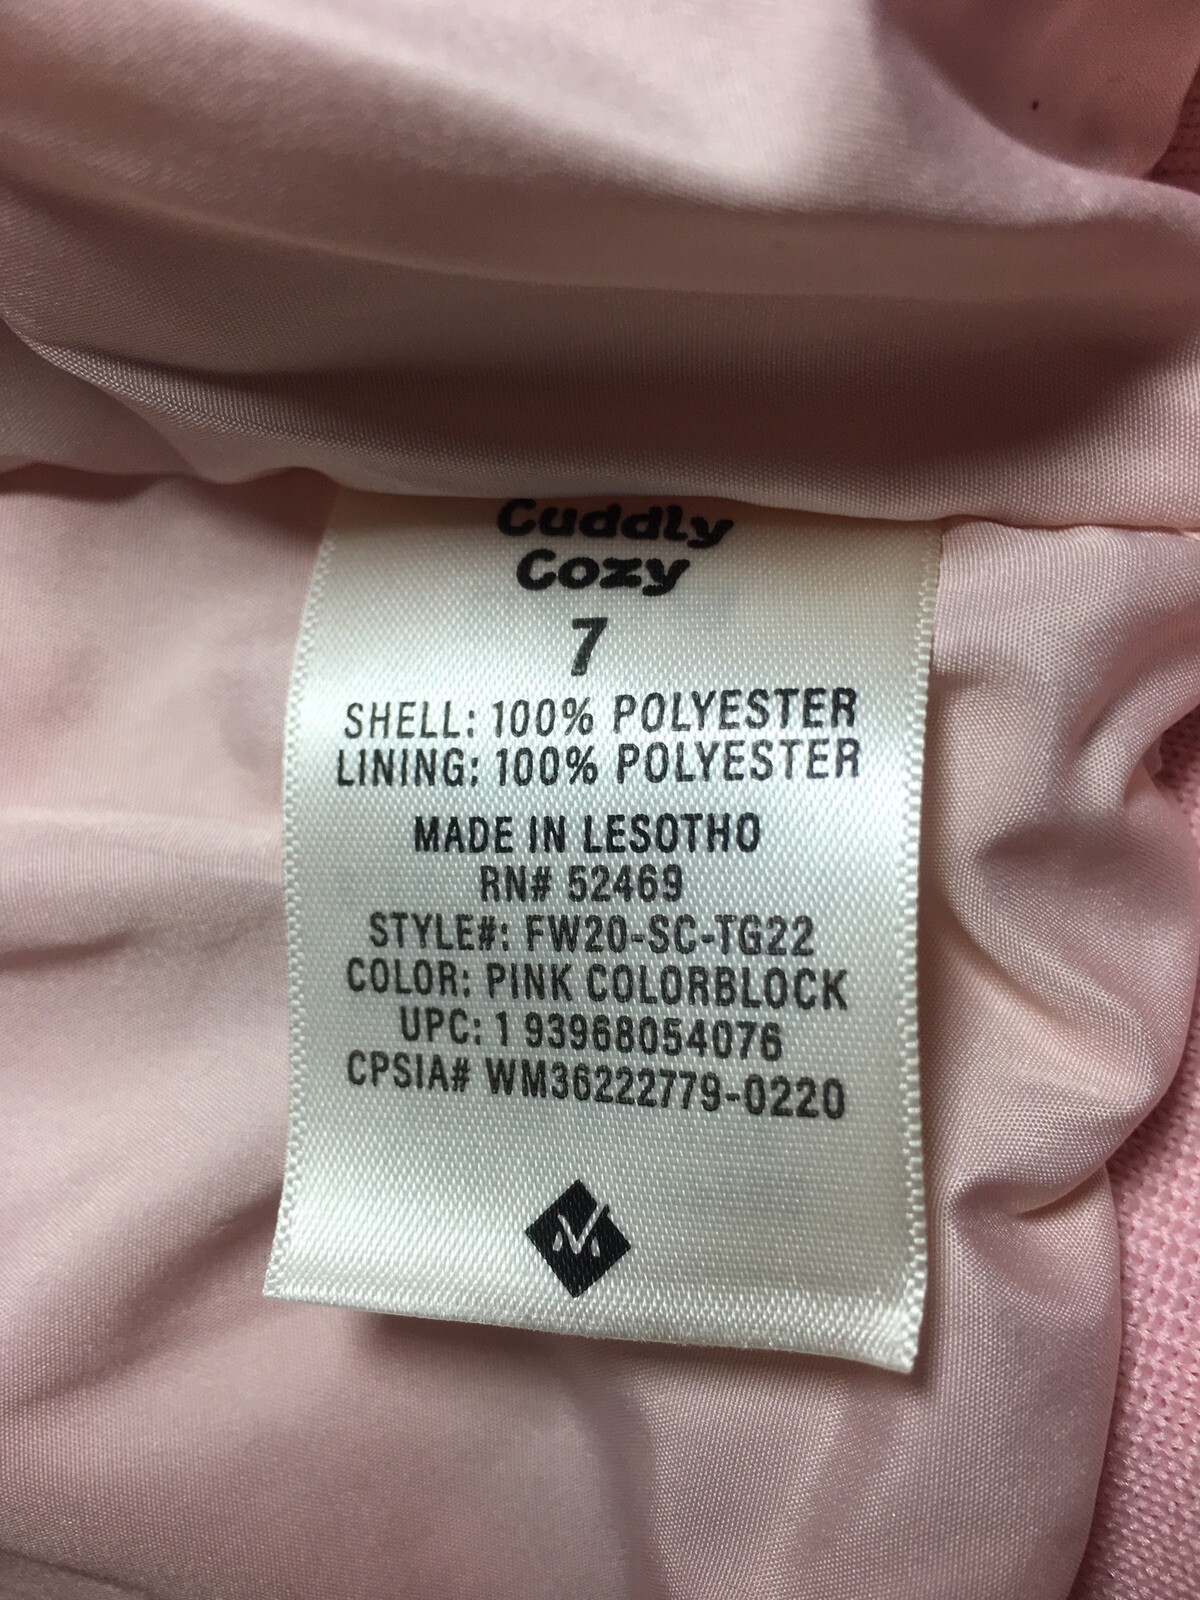 Cuddly
Cozy
7
SHELL: 100% POLYESTER
LINING: 100% POLYESTER
MADE IN LESOTHO
RN# 52469
STYLE#: FW20-SC-TG22
COLOR: PINK COLORBLOCK
UPC: 1 93968054076
CPSIA# WM36222779-0220